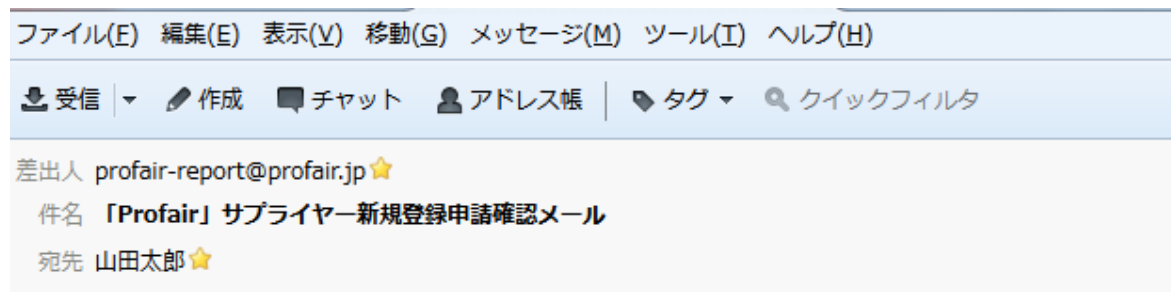 ファイル(F) 編集(E) 表示(V) 移動(G) メッセージ(M) ツール(T) ヘルプ(H)
受信 作成 チャット アドレス帳 タグ クイックフィルタ
差出人 profair-report@profair.jp
件名 「Profair」サプライヤー新規登録申請確認メール
宛先 山田太郎